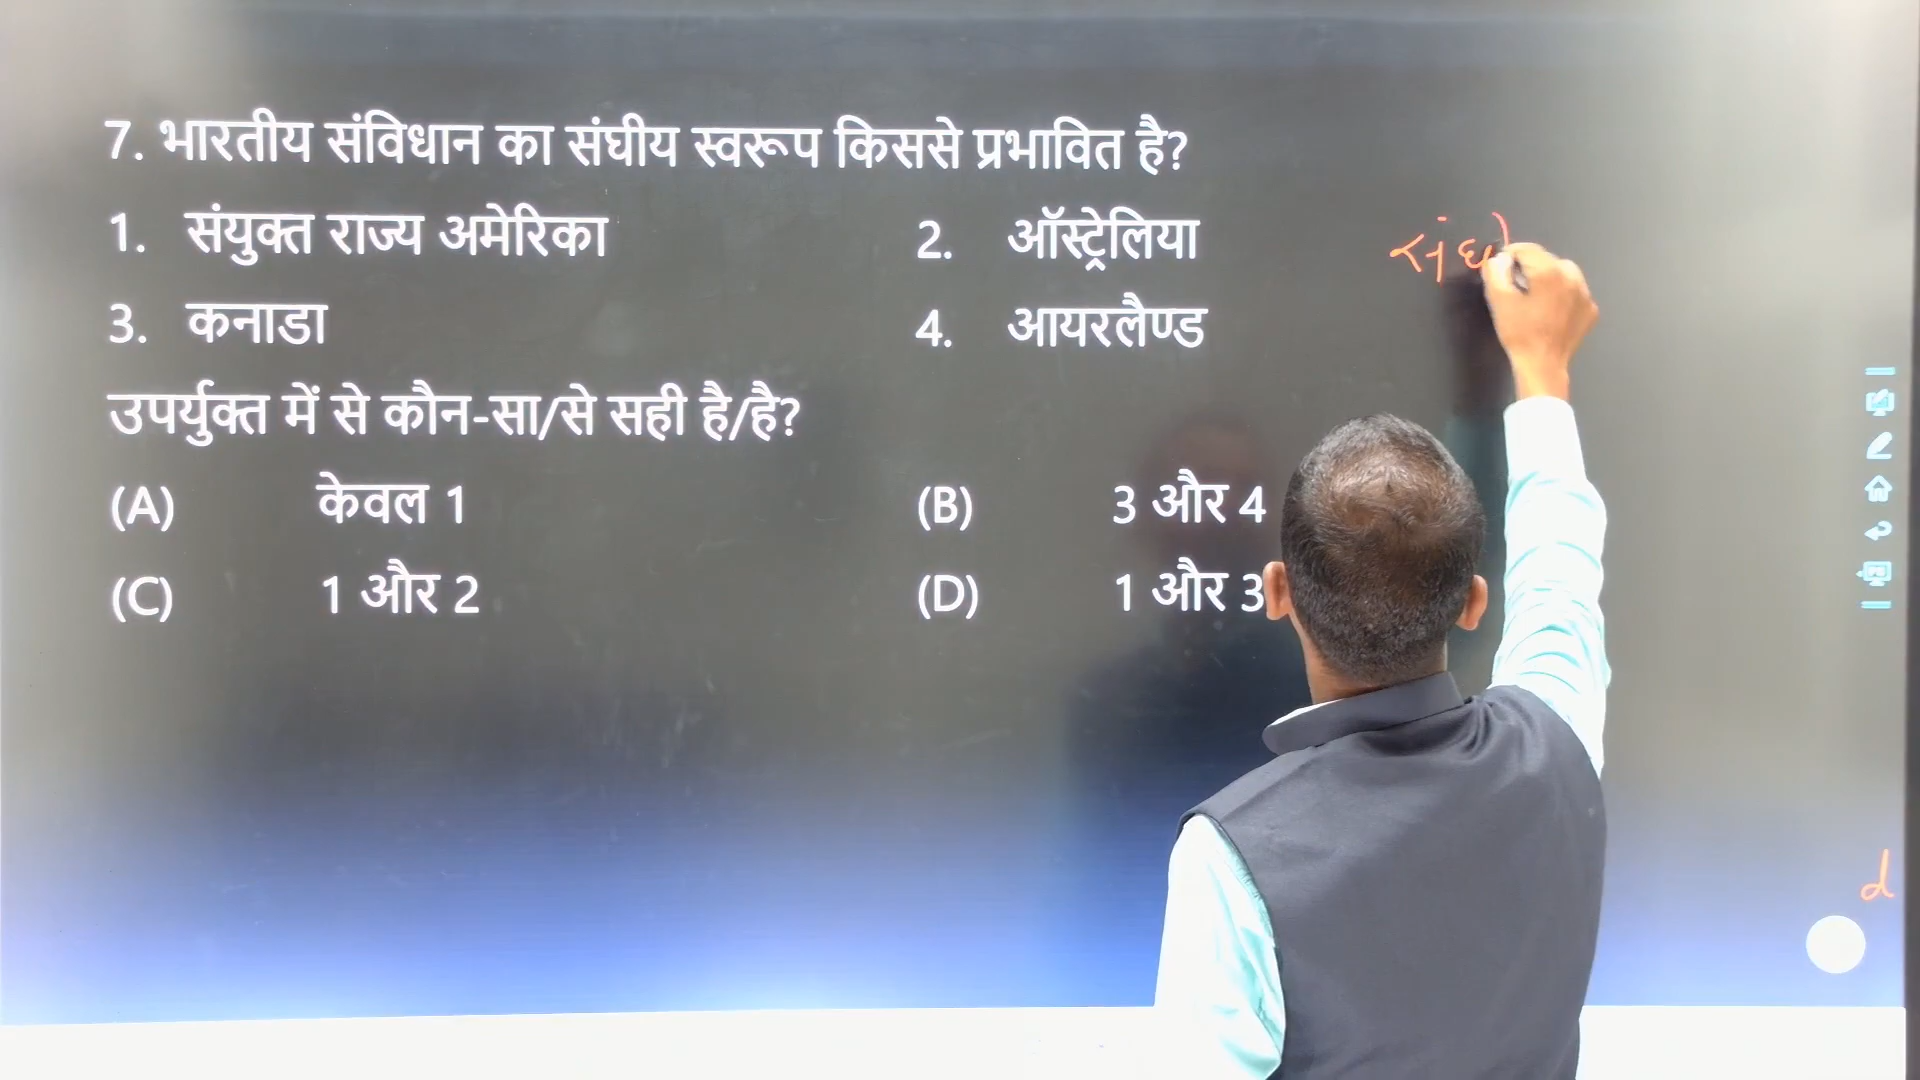 7. भारतीय संविधान का संघीय स्वरूप किससे प्रभावित है?
1. संयुक्त राज्य अमेरिका 2. ऑस्ट्रेलिया
3. कनाडा 4. आयरलैण्ड
उपर्युक्त में से कौन-सा/से सही है/है?
(A) केवल 1 (B) 3 और 4
(C) 1 और 2 (D) 1 और 3
d